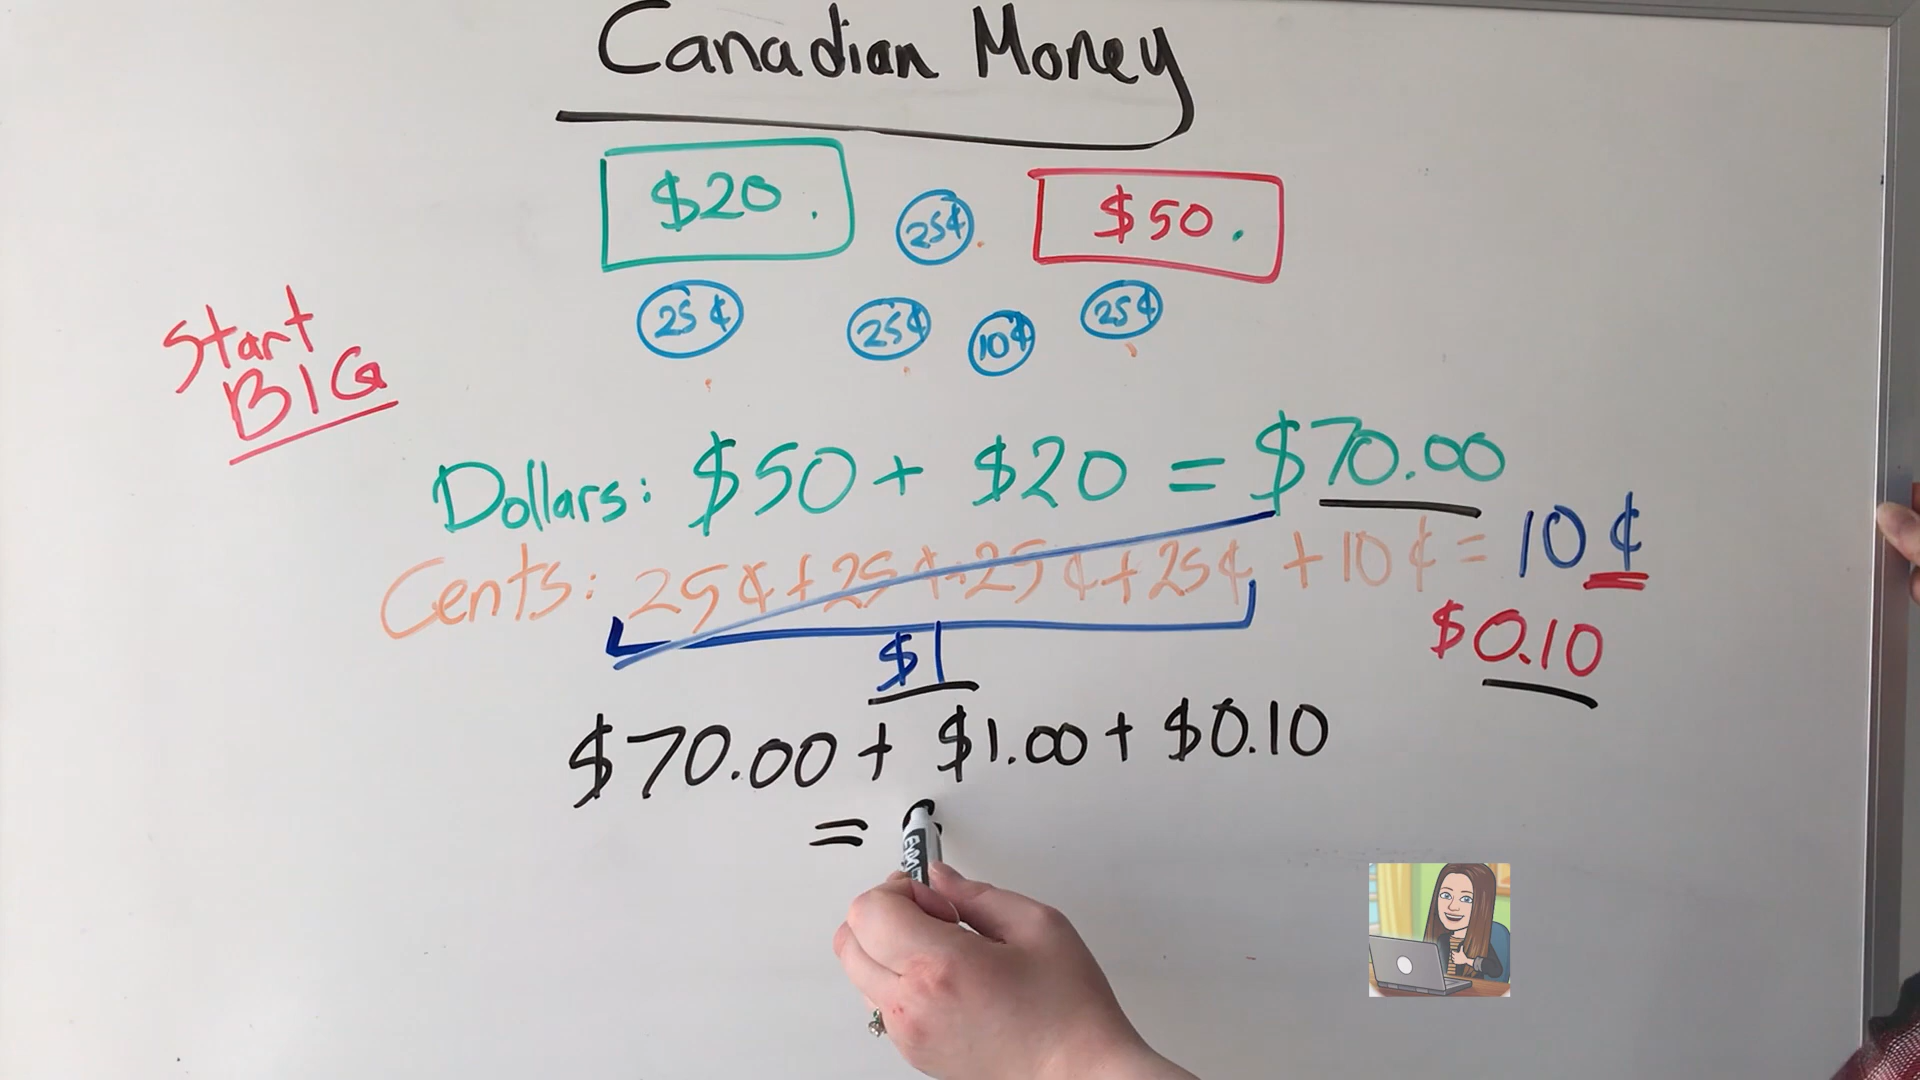 Canadian Money
$20.
25¢
$50.
25¢
25¢
10¢
25¢
Start
BIG
Dollars: $50 + $20 = $70.00
Cents: 25¢+25¢+25¢+25¢ + 10¢ = 10¢
$1
$0.10
$70.00 + $1.00 + $0.10
=